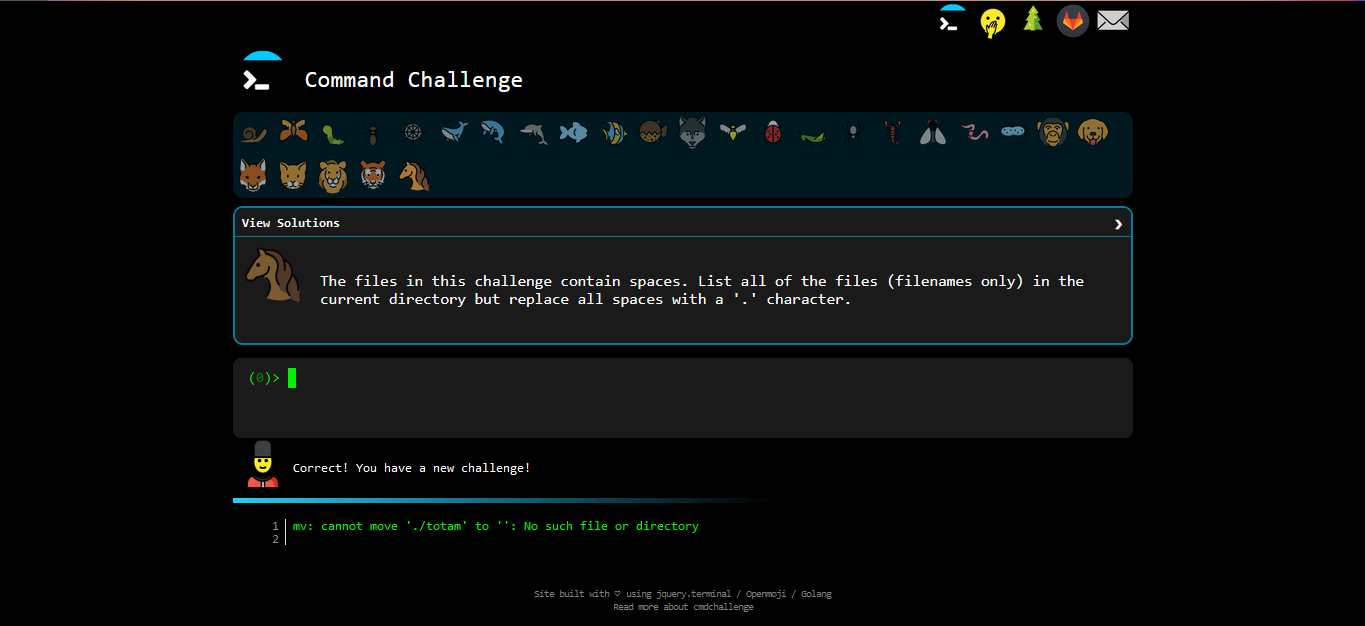 Command Challenge
View Solutions
The files in this challenge contain spaces. List all of the files (filenames only) in the
current directory but replace all spaces with a '.' character.
(0)>
Correct! You have a new challenge!
1 mv: cannot move './totam' to '': No such file or directory
2
Site built with ♡ using jquery.terminal / Openmoji / Golang
Read more about cmdchallenge